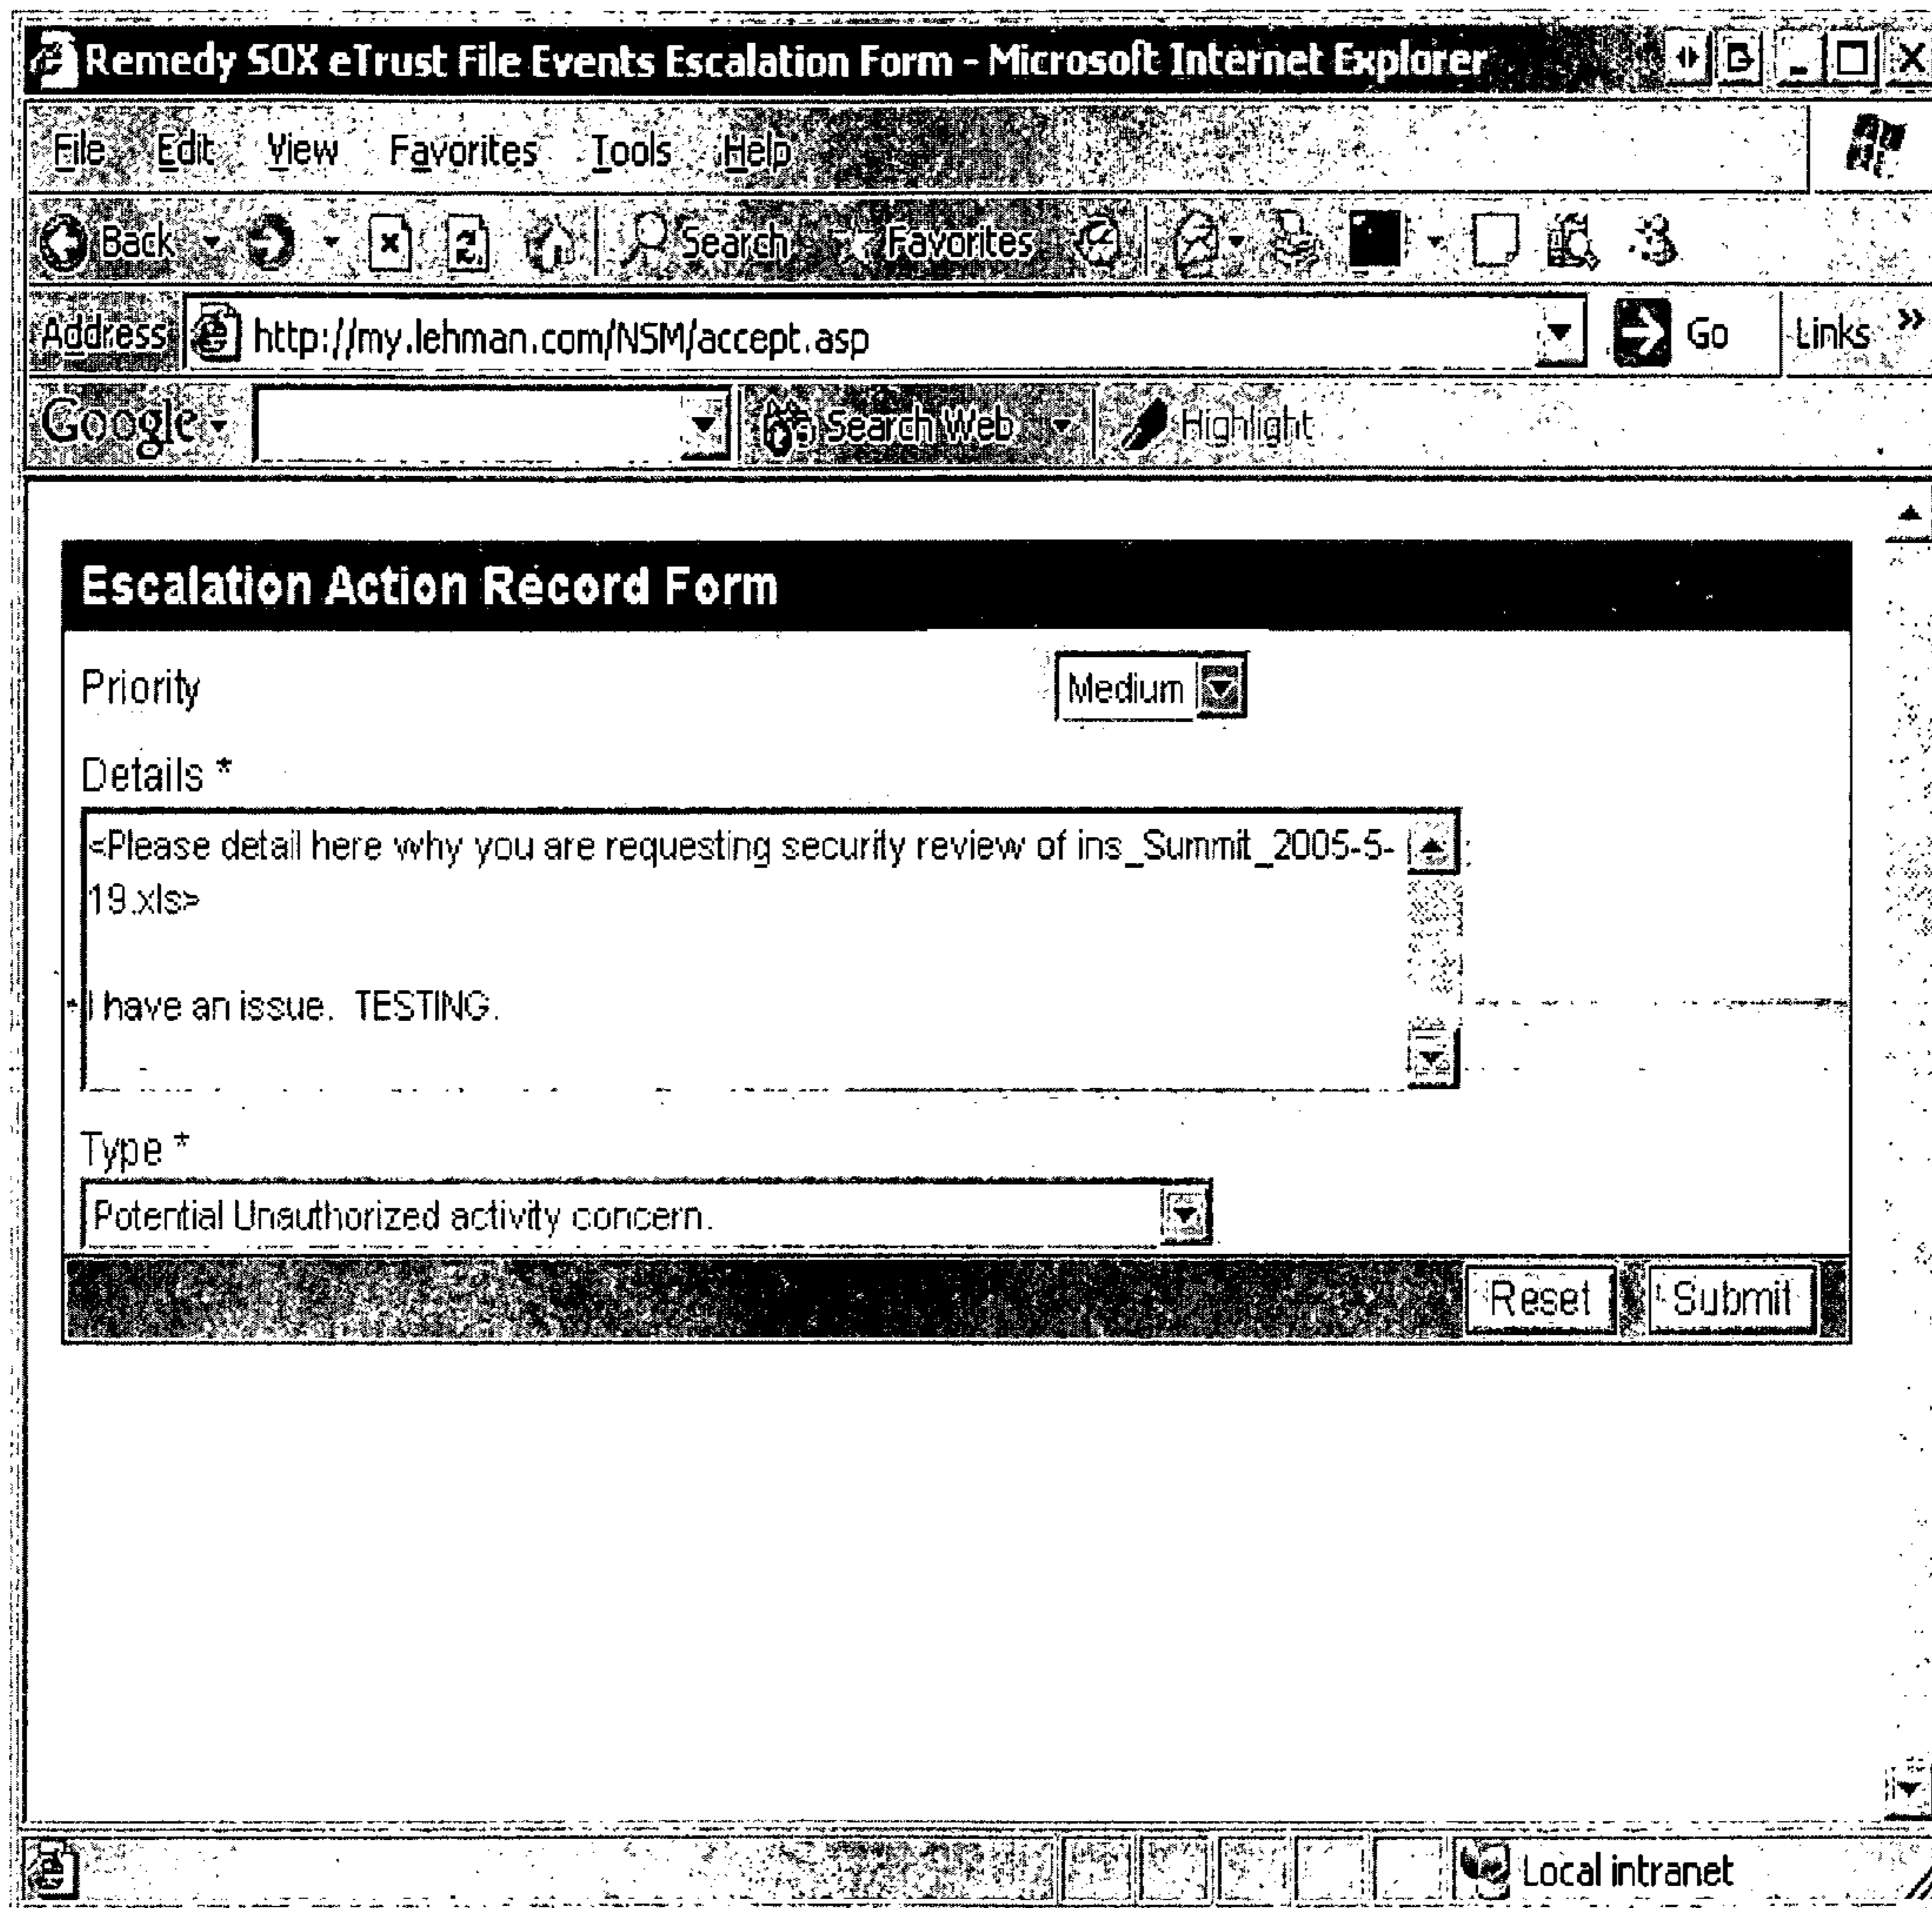 Remedy SOX eTrust File Events Escalation Form - Microsoft Internet Explorer
File Edit View Favorites Tools Help
Back Search Favorites
Address http://my.lehman.com/NSM/accept.asp Go Links »
Google Search Web Highlight
Escalation Action Record Form
Priority Medium
Details *
<Please detail here why you are requesting security review of ins_Summit_2005-5-
19.xls>
I have an issue. TESTING.
Type *
Potential Unauthorized activity concern.
Reset Submit
Local intranet